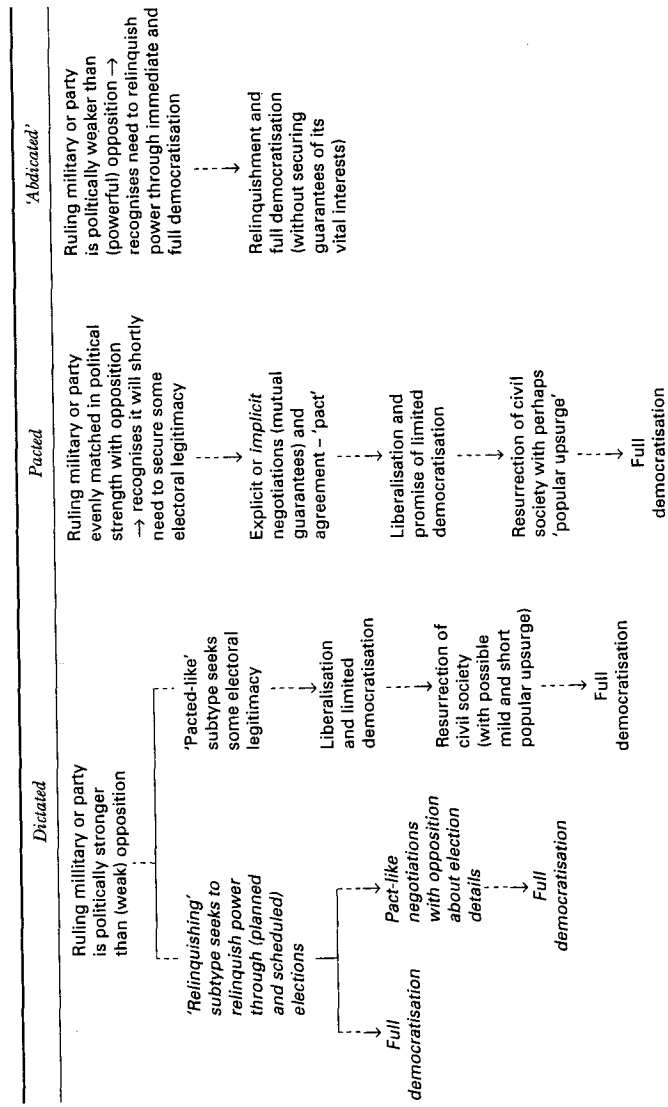 Dictated
Ruling millitary or party
is politically stronger
than (weak) opposition
'Relinquishing'
subtype seeks to
relinquish power
through (planned
and scheduled)
elections
Full
democratisation
Pact-like
negotiations
with opposition
about election
details
Full
democratisation
'Pacted-like'
subtype seeks
some electoral
legitimacy
Liberalisation
and limited
democratisation
Resurrection of
civil society
(with possible
mild and short
popular upsurge)
Full
democratisation
Pacted
Ruling military or party
evenly matched in political
strength with opposition
→ recognises it will shortly
need to secure some
electoral legitimacy
Explicit or implicit
negotiations (mutual
guarantees) and
agreement – 'pact'
Liberalisation and
promise of limited
democratisation
Resurrection of civil
society with perhaps
'popular upsurge'
Full
democratisation
'Abdicated'
Ruling military or party
is politically weaker than
(powerful) opposition →
recognises need to relinquish
power through immediate and
full democratisation
Relinquishment and
full democratisation
(without securing
guarantees of its
vital interests)